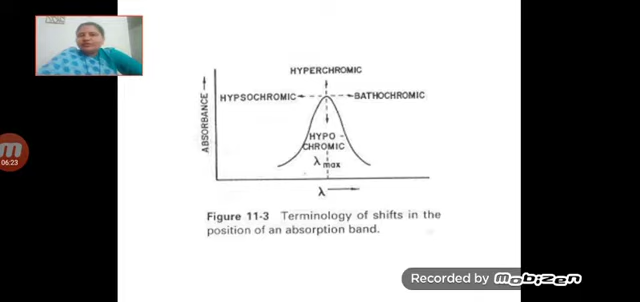 HYPERCHROMIC
HYPSOCHROMIC BATHOCHROMIC
ABSORBANCE
HYPO -
CHROMIC
λ max
λ
Figure 11-3 Terminology of shifts in the
position of an absorption band.
M
06:23
Recorded by mobizen